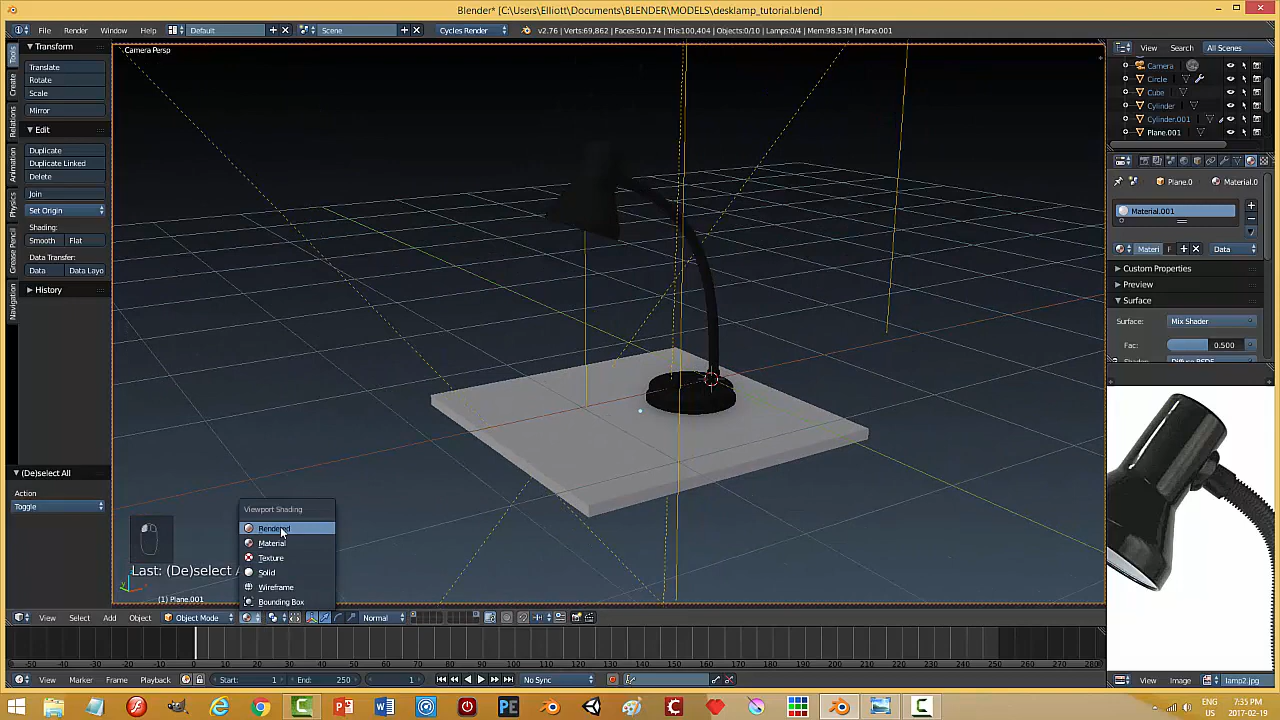 Blender* [C:\Users\Elliott\Documents\BLENDER\MODELS\desklamp_tutorial.blend]
File Render Window Help Default Scene Cycles Render v2.76 | Verts:69,862 | Faces:50,174 | Tris:100,404 | Objects:0/10 | Lamps:0/4 | Mem:98.53M | Plane.001
Tools
Create
Relations
Animation
Physics
Grease Pencil
Navigation
Transform
Translate
Rotate
Scale
Mirror
Edit
Duplicate
Duplicate Linked
Delete
Join
Set Origin
Shading:
Smooth Flat
Data Transfer:
Data Data Layo
History
(De)select All
Action
Toggle
Camera Persp
Viewport Shading
Rendered
Material
Texture
Solid
Wireframe
Bounding Box
Last: (De)select
(1) Plane.001
View Select Add Object Object Mode Normal
View Search All Scenes
Camera
Circle
Cube
Cylinder
Cylinder.001
Plane.001
Plane.0 Material.0
Material.001
Materi F Data
Custom Properties
Preview
Surface
Surface: Mix Shader
Fac: 0.500
-50 -40 -30 -20 -10 0 10 20 30 40 50 60 70 80 90 100 110 120 130 140 150 160 170 180 190 200 210 220 230 240 250 260 270 280
View Marker Frame Playback Start: 1 End: 250 1 No Sync
View Image lamp2.jpg
ENG
US
7:35 PM
2017-02-19